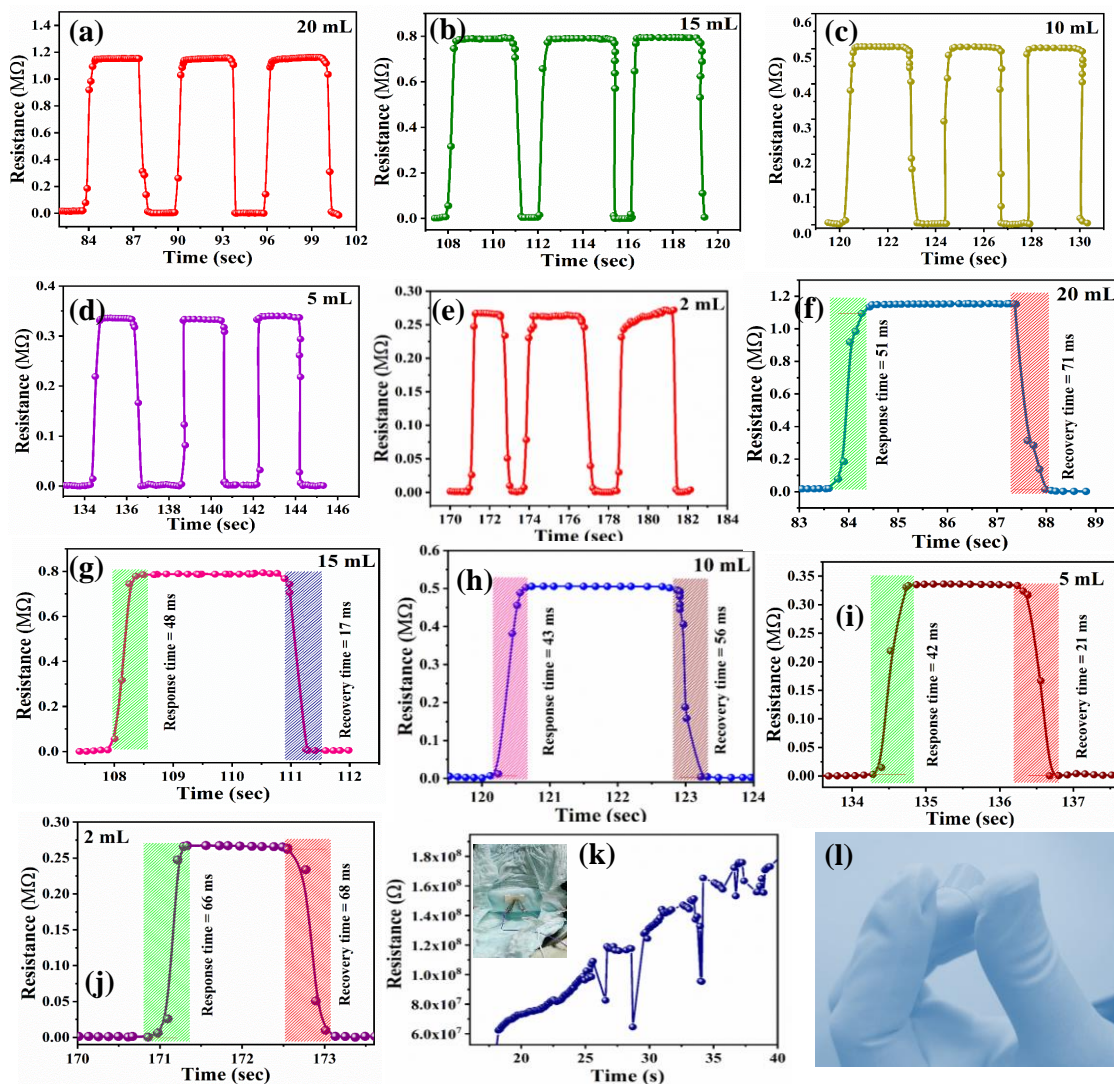 (a)
20 mL
Resistance (MΩ)
1.4
1.2
1.0
0.8
0.6
0.4
0.2
0.0
84 87 90 93 96 99 102
Time (sec)
(b)
15 mL
Resistance (MΩ)
0.8
0.6
0.4
0.2
0.0
108 110 112 114 116 118 120
Time (sec)
(c)
10 mL
Resistance (MΩ)
0.6
0.5
0.4
0.3
0.2
0.1
0.0
120 122 124 126 128 130
Time (sec)
(d)
5 mL
Resistance (MΩ)
0.4
0.3
0.2
0.1
0.0
134 136 138 140 142 144 146
Time (sec)
(e)
2 mL
Resistance (MΩ)
0.30
0.25
0.20
0.15
0.10
0.05
0.00
170 172 174 176 178 180 182 184
Time (sec)
(f)
20 mL
Resistance (MΩ)
1.2
0.9
0.6
0.3
0.0
Response time = 51 ms
Recovery time = 71 ms
83 84 85 86 87 88 89
Time (sec)
(g)
15 mL
Resistance (MΩ)
0.8
0.6
0.4
0.2
0.0
Response time = 48 ms
Recovery time = 17 ms
108 109 110 111 112
Time (sec)
(h)
10 mL
Resistance (MΩ)
0.6
0.5
0.4
0.3
0.2
0.1
0.0
Response time = 43 ms
Recovery time = 56 ms
120 121 122 123 124
Time (sec)
(i)
5 mL
Resistance (MΩ)
0.35
0.30
0.25
0.20
0.15
0.10
0.05
0.00
Response time = 42 ms
Recovery time = 21 ms
134 135 136 137
Time (sec)
(j)
2 mL
Resistance (MΩ)
0.30
0.25
0.20
0.15
0.10
0.05
0.00
Response time = 66 ms
Recovery time = 68 ms
170 171 172 173
Time (sec)
(k)
Resistance (Ω)
1.8x10⁸
1.6x10⁸
1.4x10⁸
1.2x10⁸
1.0x10⁸
8.0x10⁷
6.0x10⁷
20 25 30 35 40
Time (s)
(l)